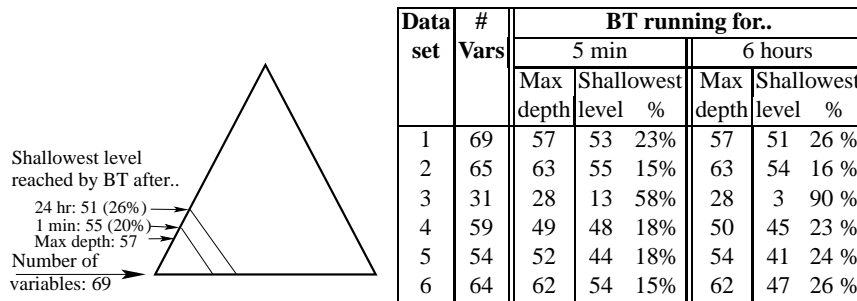 Shallowest level
reached by BT after..
24 hr: 51 (26%)
1 min: 55 (20%)
Max depth: 57
Number of
variables: 69
Data # BT running for..
set Vars 5 min 6 hours
Max Shallowest Max Shallowest
depth level % depth level %
1 69 57 53 23% 57 51 26 %
2 65 63 55 15% 63 54 16 %
3 31 28 13 58% 28 3 90 %
4 59 49 48 18% 50 45 23 %
5 54 52 44 18% 54 41 24 %
6 64 62 54 15% 62 47 26 %